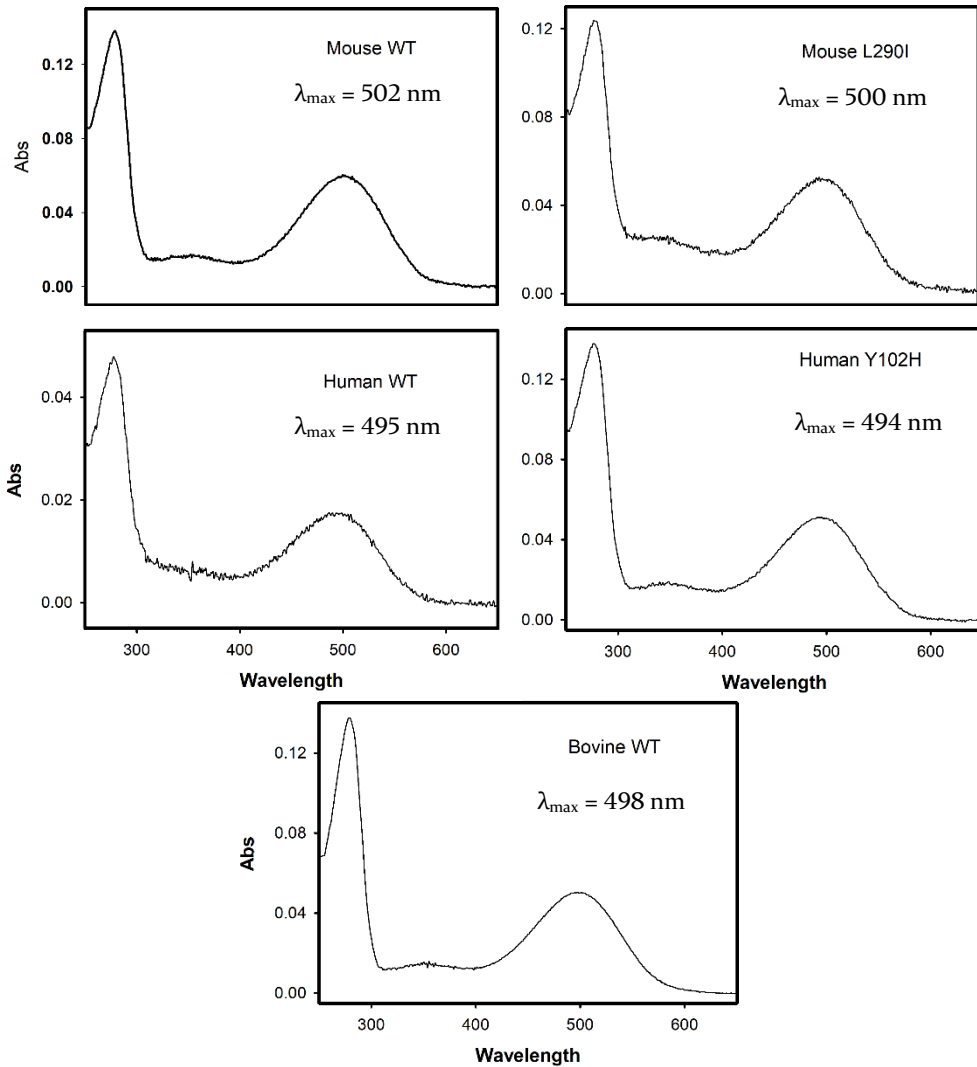 Mouse WT
λmax = 502 nm
Abs
0.12
0.08
0.04
0.00
Mouse L290I
λmax = 500 nm
0.12
0.08
0.04
0.00
Human WT
λmax = 495 nm
Abs
0.04
0.02
0.00
300 400 500 600
Wavelength
Human Y102H
λmax = 494 nm
0.12
0.08
0.04
0.00
300 400 500 600
Wavelength
Bovine WT
λmax = 498 nm
Abs
0.12
0.08
0.04
0.00
300 400 500 600
Wavelength